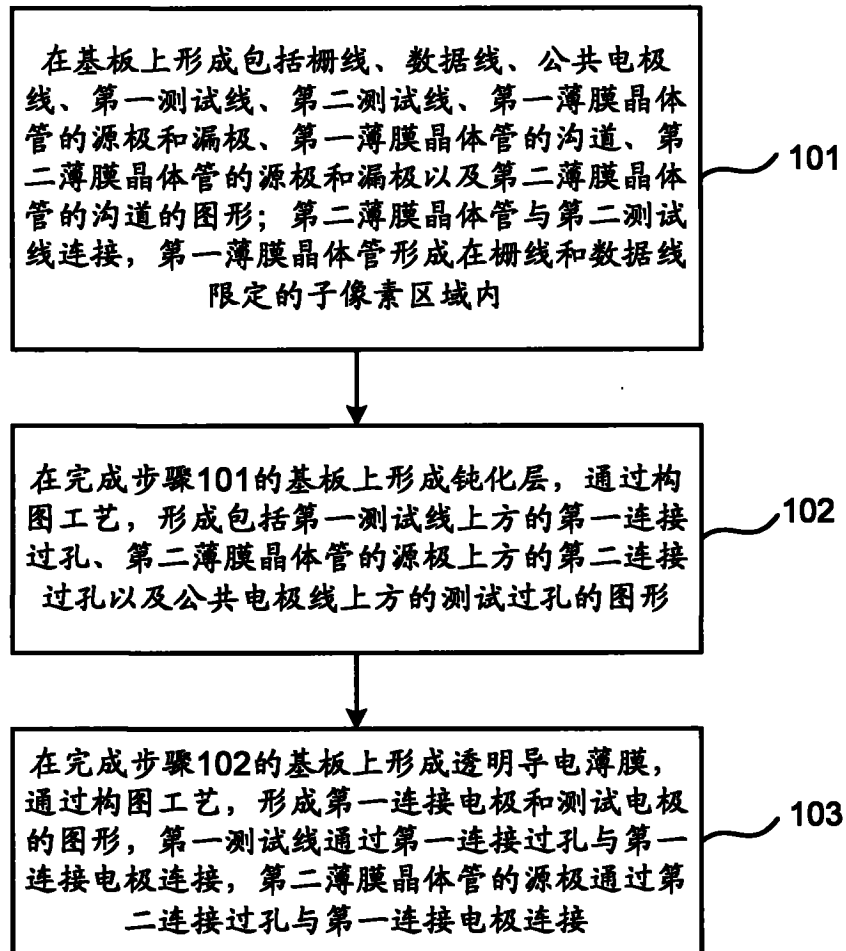 在基板上形成包括栅线、数据线、公共电极
线、第一测试线、第二测试线、第一薄膜晶体
管的源极和漏极、第一薄膜晶体管的沟道、第
二薄膜晶体管的源极和漏极以及第二薄膜晶体
管的沟道的图形；第二薄膜晶体管与第二测试
线连接，第一薄膜晶体管形成在栅线和数据线
限定的子像素区域内
101
在完成步骤101的基板上形成钝化层，通过构
图工艺，形成包括第一测试线上方的第一连接
过孔、第二薄膜晶体管的源极上方的第二连接
过孔以及公共电极线上方的测试过孔的图形
102
在完成步骤102的基板上形成透明导电薄膜，
通过构图工艺，形成第一连接电极和测试电极
的图形，第一测试线通过第一连接过孔与第一
连接电极连接，第二薄膜晶体管的源极通过第
二连接过孔与第一连接电极连接
103